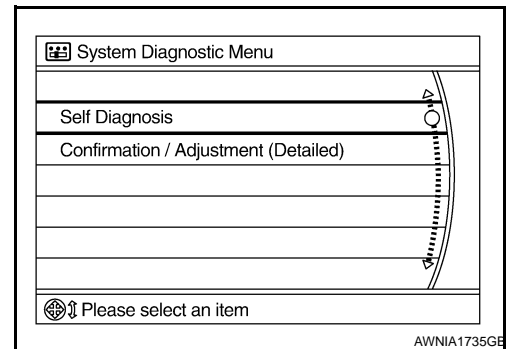 System Diagnostic Menu
Self Diagnosis
Confirmation / Adjustment (Detailed)
Please select an item
AWNIA1735GB